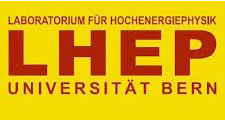 LABORATORIUM FÜR HOCHENERGIEPHYSIK
LHEP
UNIVERSITÄT BERN